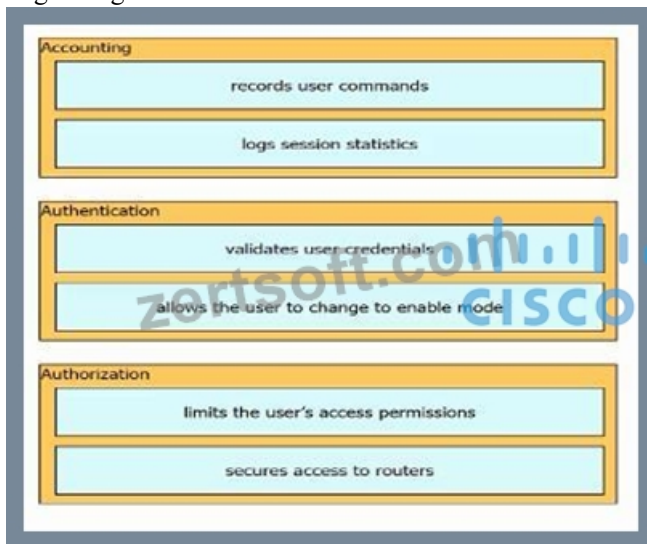 Accounting
records user commands
logs session statistics
Authentication
validates user credentials
allows the user to change to enable mode
zertsoft.com
CISCO
Authorization
limits the user's access permissions
secures access to routers